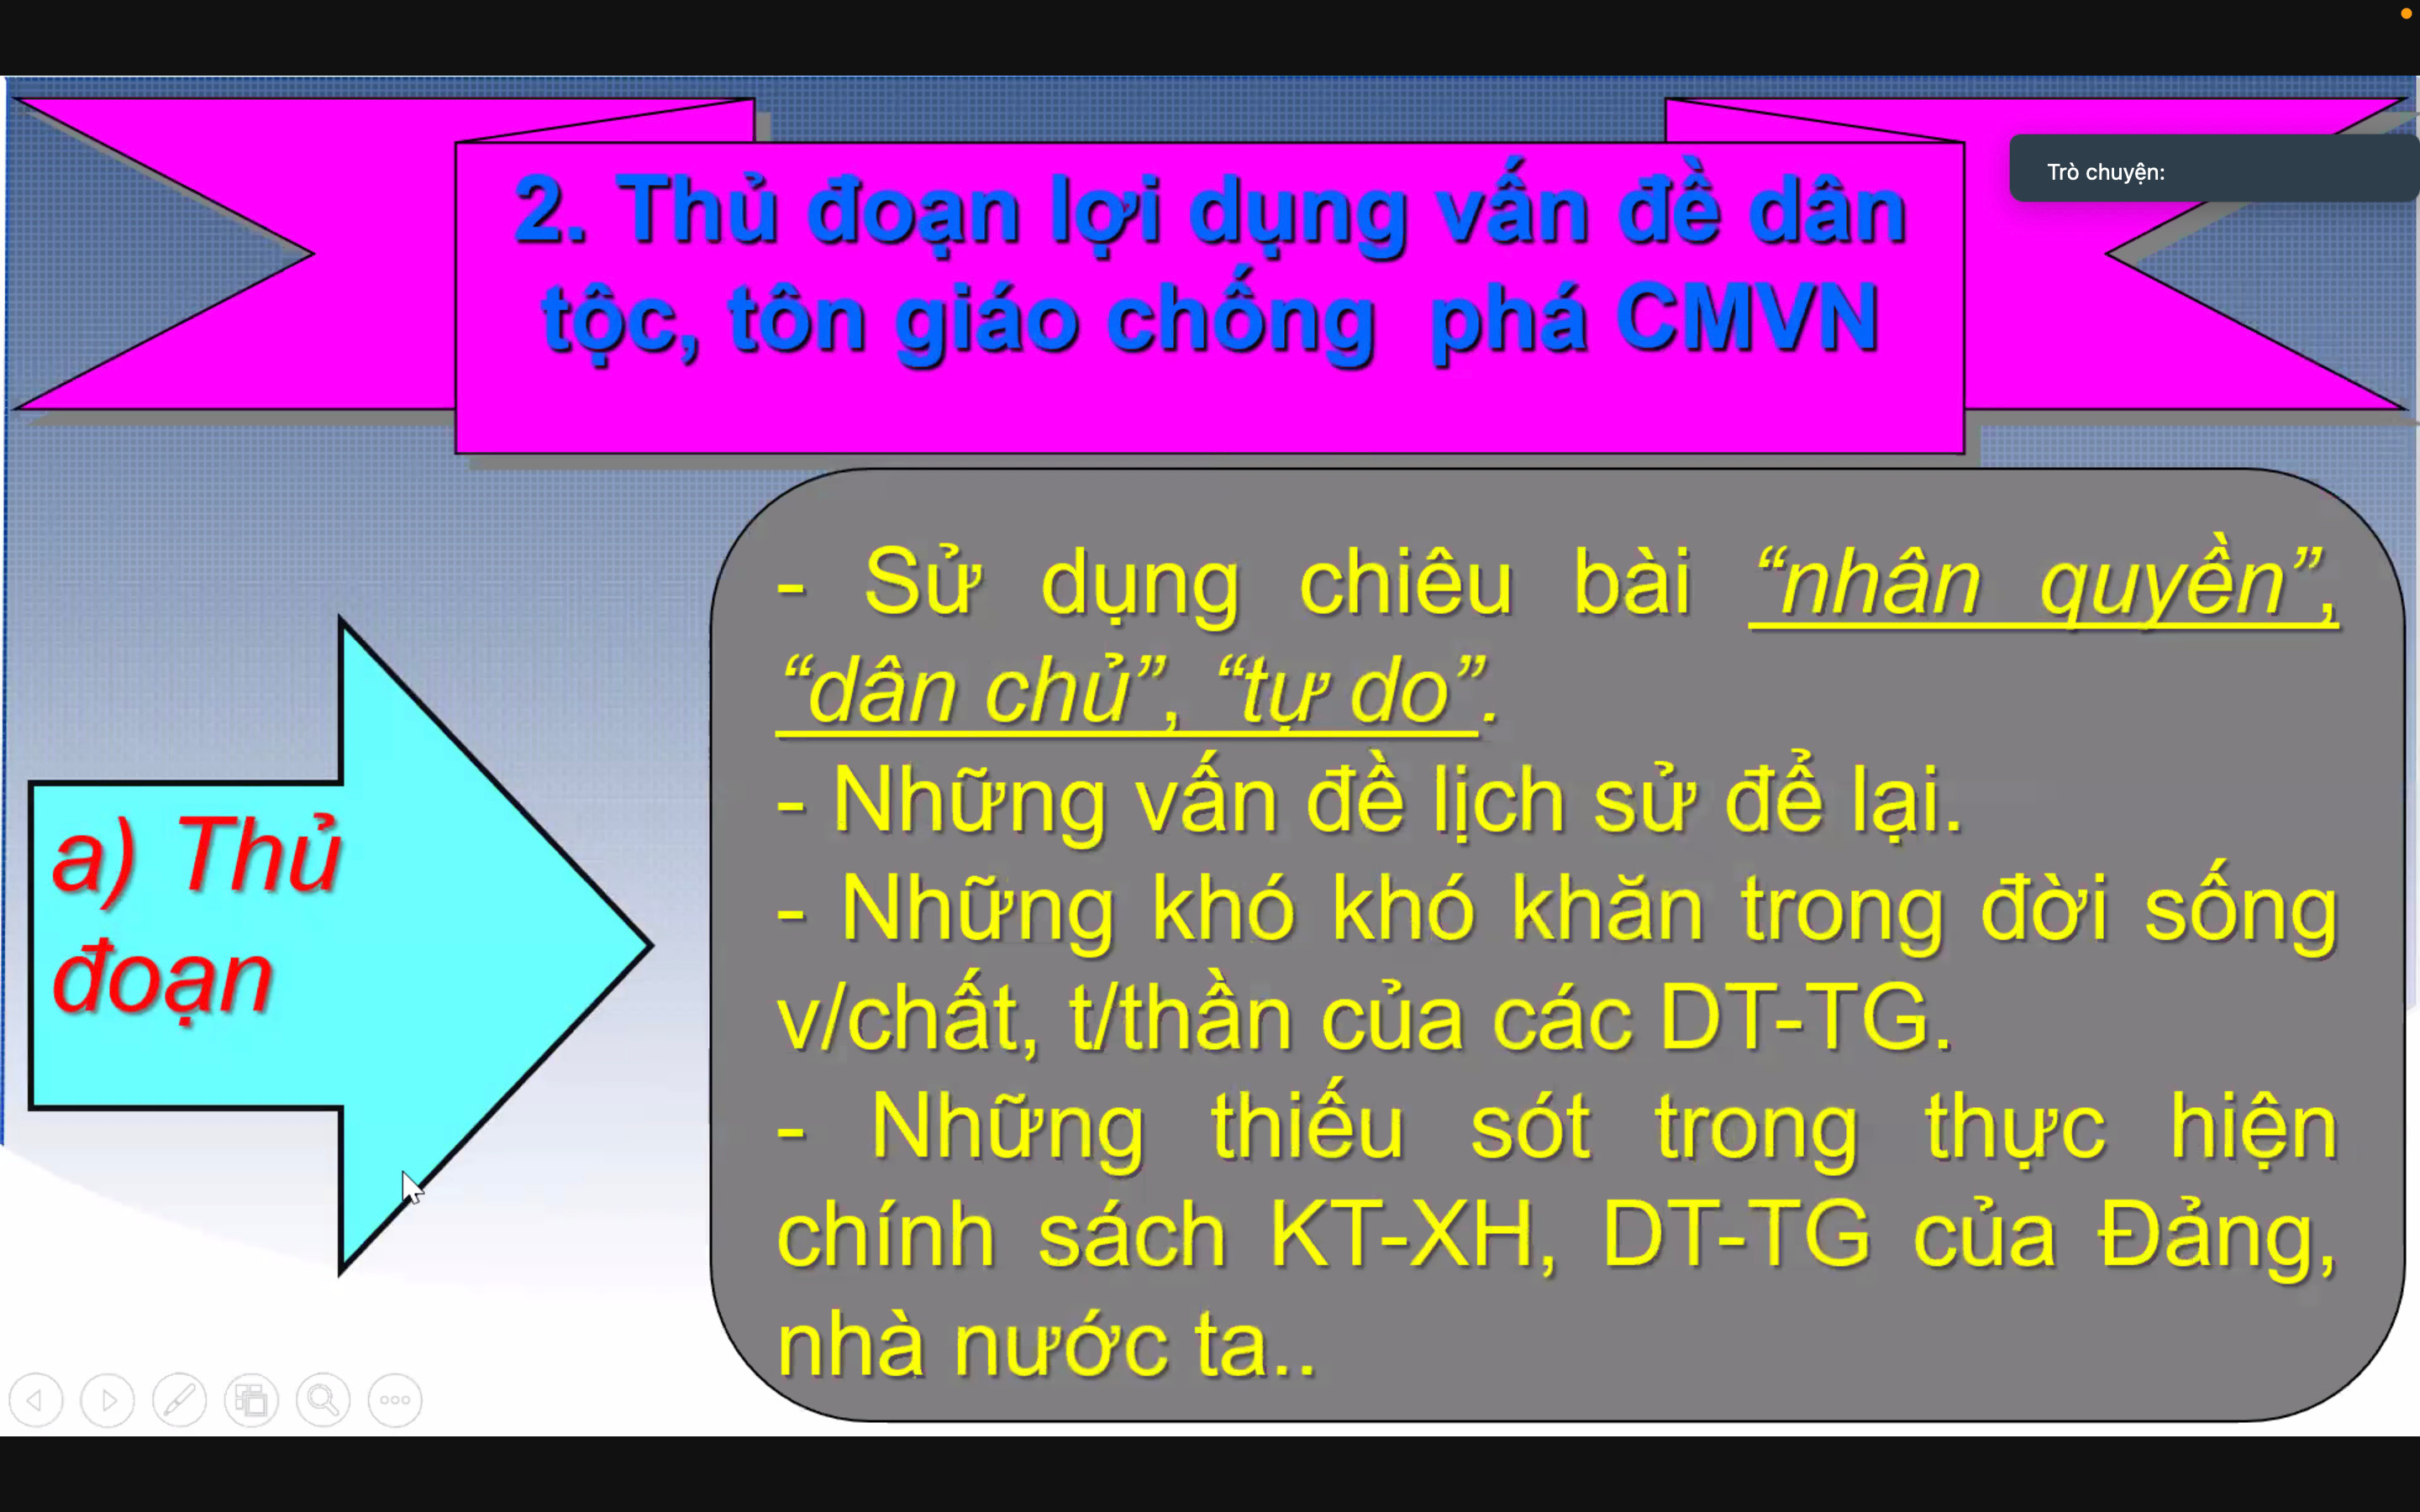 Trò chuyện:
2. Thủ đoạn lợi dụng vấn đề dân
tộc, tôn giáo chống phá CMVN
a) Thủ
đoạn
- Sử dụng chiêu bài “nhân quyền”,
“dân chủ”, “tự do”.
- Những vấn đề lịch sử để lại.
- Những khó khó khăn trong đời sống
v/chất, t/thần của các DT-TG.
- Những thiếu sót trong thực hiện
chính sách KT-XH, DT-TG của Đảng,
nhà nước ta..